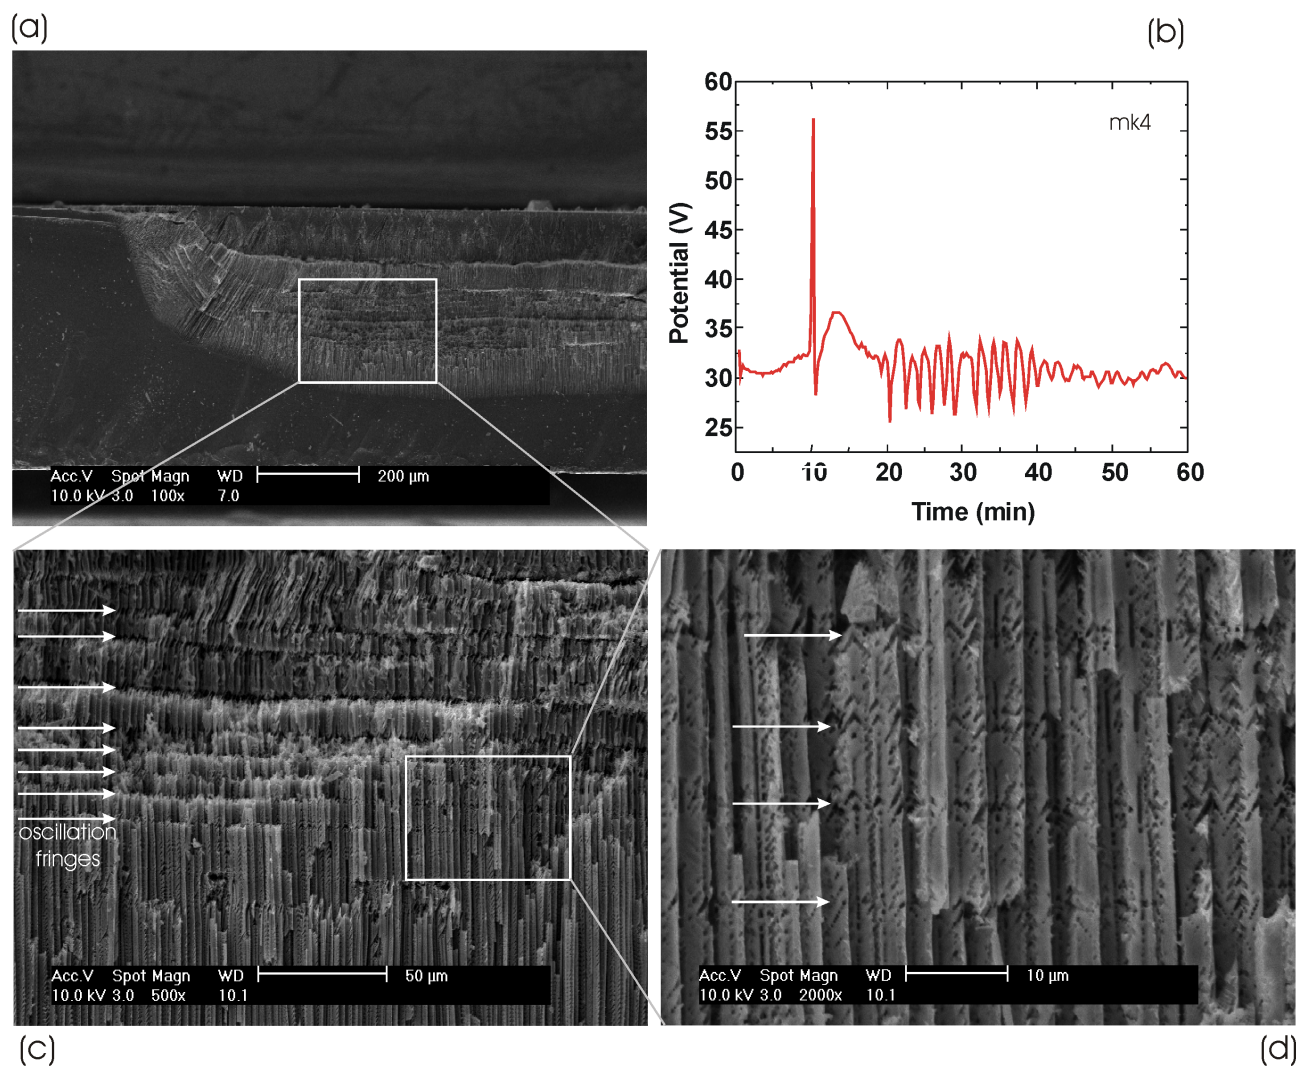 (a)
(b)
60
55
50
45
40
35
30
25
Potential (V)
mk4
0 10 20 30 40 50 60
Time (min)
Acc.V Spot Magn WD 200 µm
10.0 kV 3.0 100x 7.0
oscillation
fringes
Acc.V Spot Magn WD 50 µm
10.0 kV 3.0 500x 10.1
Acc.V Spot Magn WD 10 µm
10.0 kV 3.0 2000x 10.1
(c)
(d)